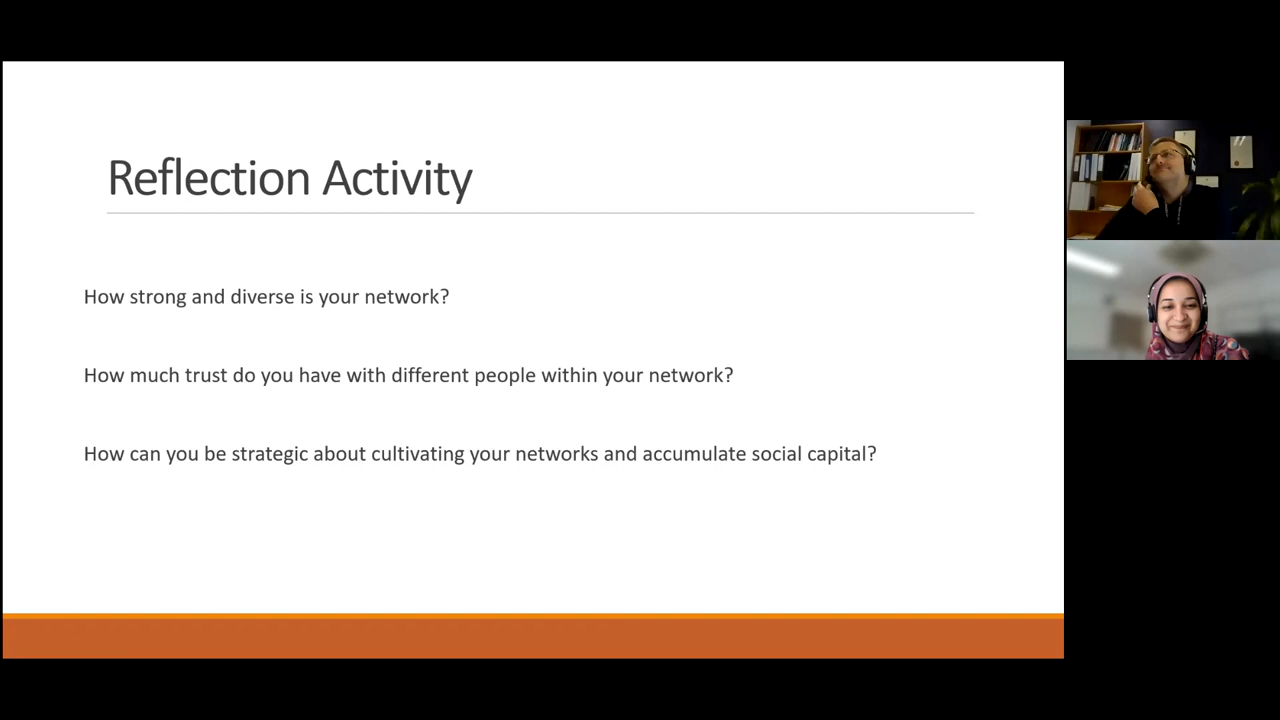 Reflection Activity
How strong and diverse is your network?
How much trust do you have with different people within your network?
How can you be strategic about cultivating your networks and accumulate social capital?